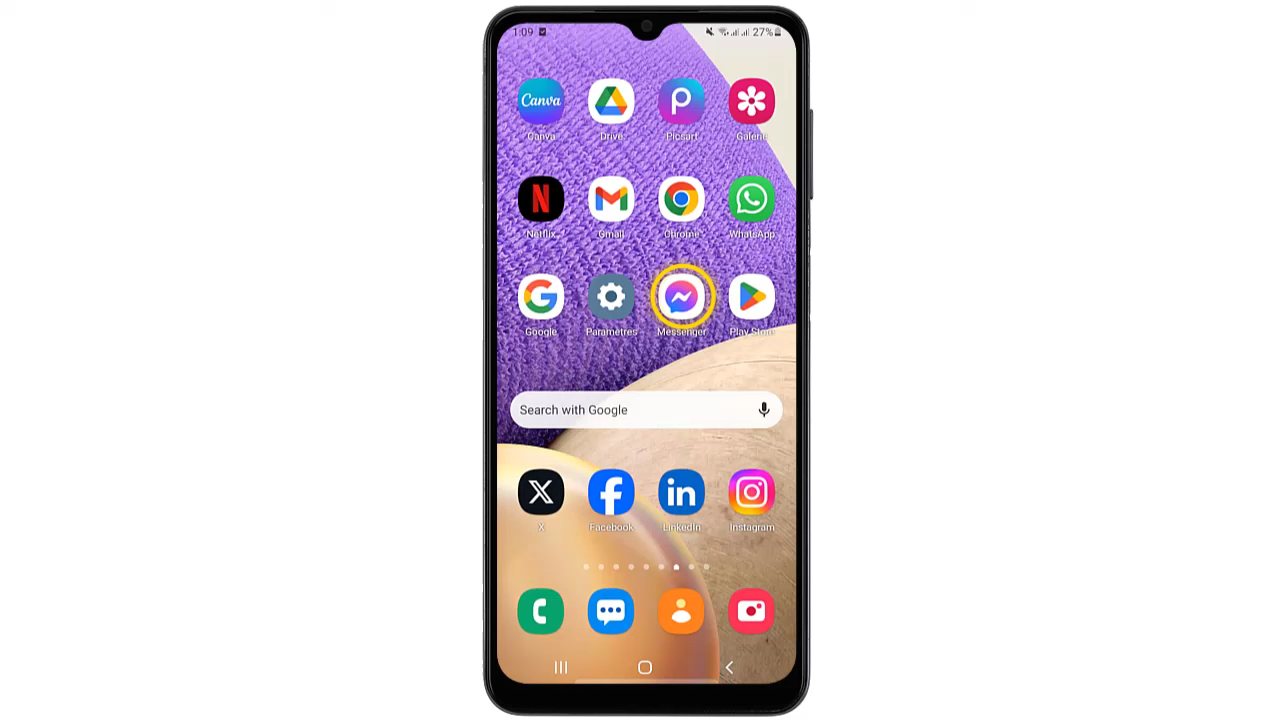 1:09
27%
Canva
Canva
Drive
Picsart
Galerie
Netflix
Gmail
Chrome
WhatsApp
Google
Paramètres
Messenger
Play Store
Search with Google
X
Facebook
LinkedIn
Instagram